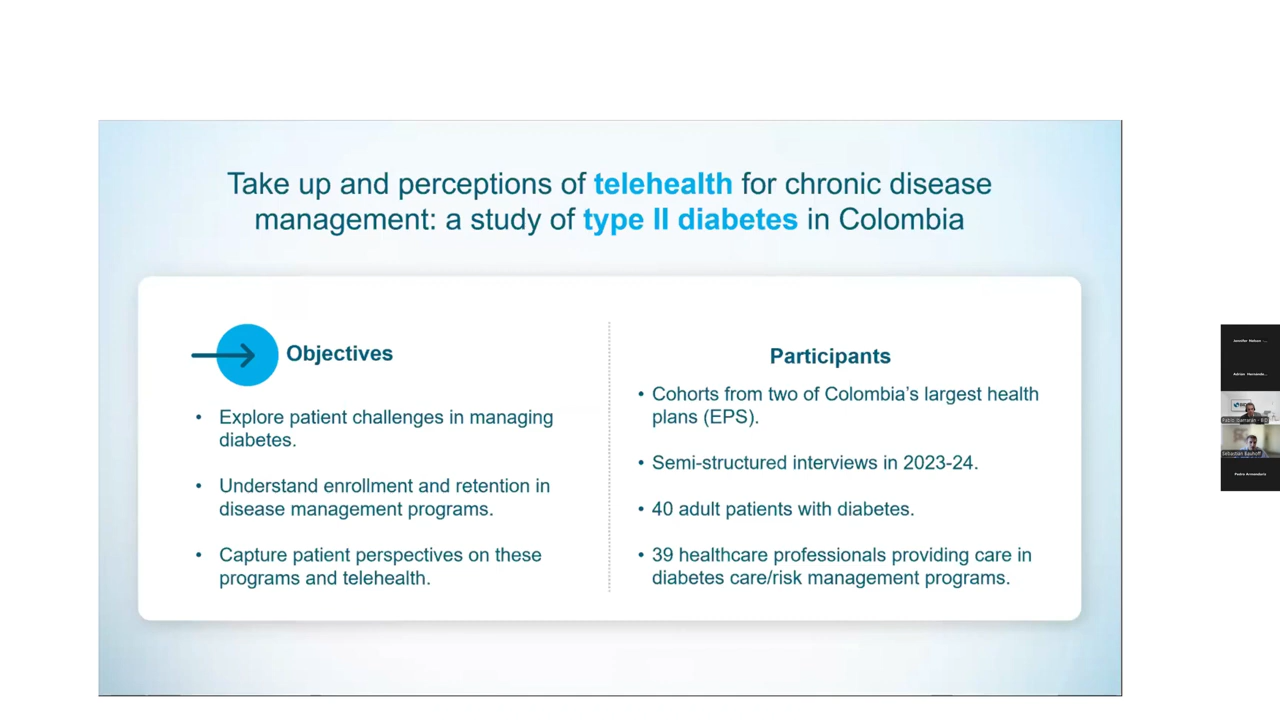 Take up and perceptions of telehealth for chronic disease
management: a study of type II diabetes in Colombia
Objectives
• Explore patient challenges in managing
diabetes.
• Understand enrollment and retention in
disease management programs.
• Capture patient perspectives on these
programs and telehealth.
Participants
• Cohorts from two of Colombia’s largest health
plans (EPS).
• Semi-structured interviews in 2023-24.
• 40 adult patients with diabetes.
• 39 healthcare professionals providing care in
diabetes care/risk management programs.
Jennifer
Sebastian Bauhoff